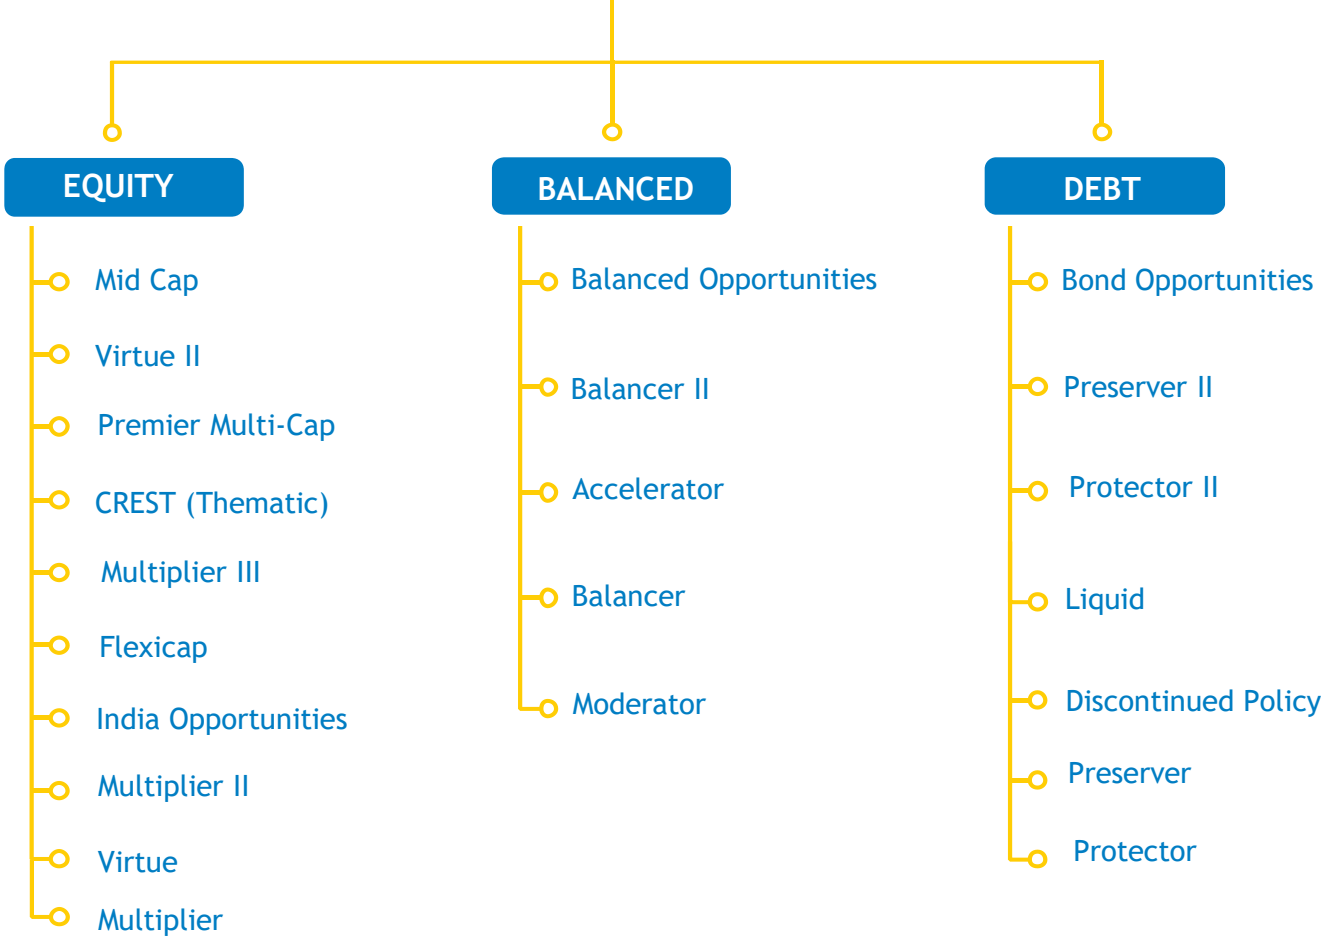 EQUITY
Mid Cap
Virtue II
Premier Multi-Cap
CREST (Thematic)
Multiplier III
Flexicap
India Opportunities
Multiplier II
Virtue
Multiplier
BALANCED
Balanced Opportunities
Balancer II
Accelerator
Balancer
Moderator
DEBT
Bond Opportunities
Preserver II
Protector II
Liquid
Discontinued Policy
Preserver
Protector